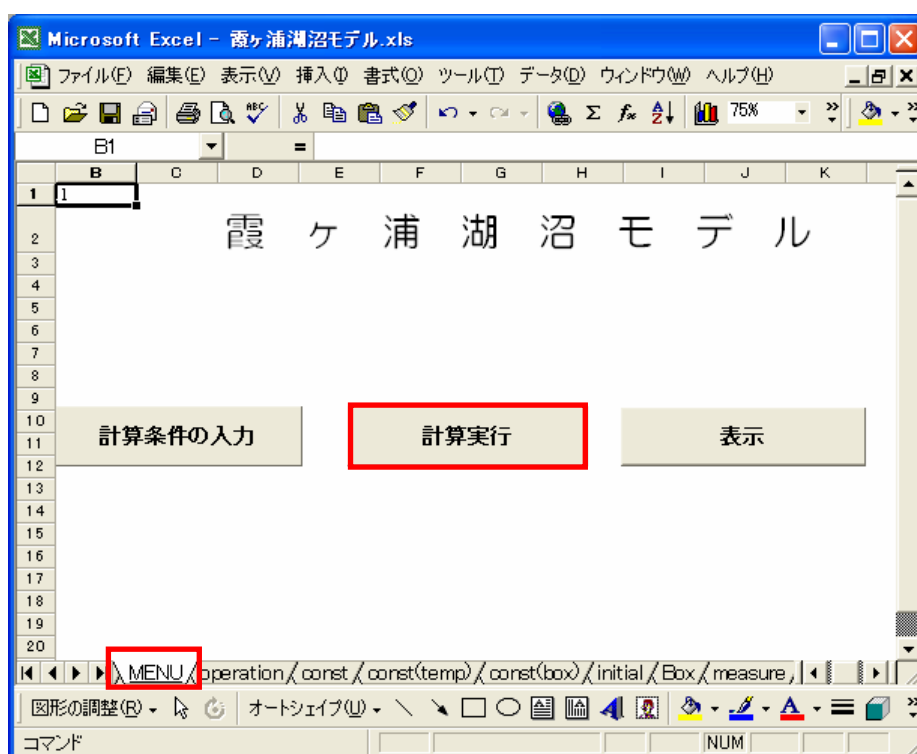 Microsoft Excel - 霞ヶ浦湖沼モデル.xls
ファイル(F) 編集(E) 表示(V) 挿入(I) 書式(O) ツール(T) データ(D) ウィンドウ(W) ヘルプ(H)
ABC Σ fx 75% »
B1 =
B C D E F G H I J K
1 1
2 霞ヶ浦湖沼モデル
3
4
5
6
7
8
9
10
11 計算条件の入力 計算実行 表示
12
13
14
15
16
17
18
19
20
MENU operation const const(temp) const(box) initial Box measure
図形の調整(R) オートシェイプ(U) A A
コマンド NUM